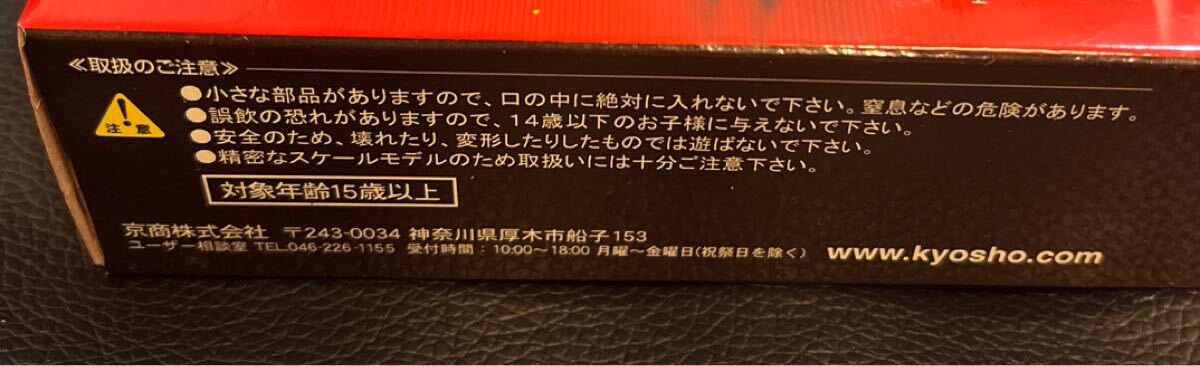 ≪取扱のご注意≫
注意
●小さな部品がありますので、口の中に絶対に入れないで下さい。窒息などの危険があります。
●誤飲の恐れがありますので、14歳以下のお子様に与えないで下さい。
●安全のため、壊れたり、変形したりしたものでは遊ばないで下さい。
●精密なスケールモデルのため取扱いには十分ご注意下さい。
対象年齢15歳以上
京商株式会社 〒243-0034 神奈川県厚木市船子153
ユーザー相談室 TEL.046-226-1155 受付時間：10:00〜18:00 月曜〜金曜日(祝祭日を除く)
www.kyosho.com